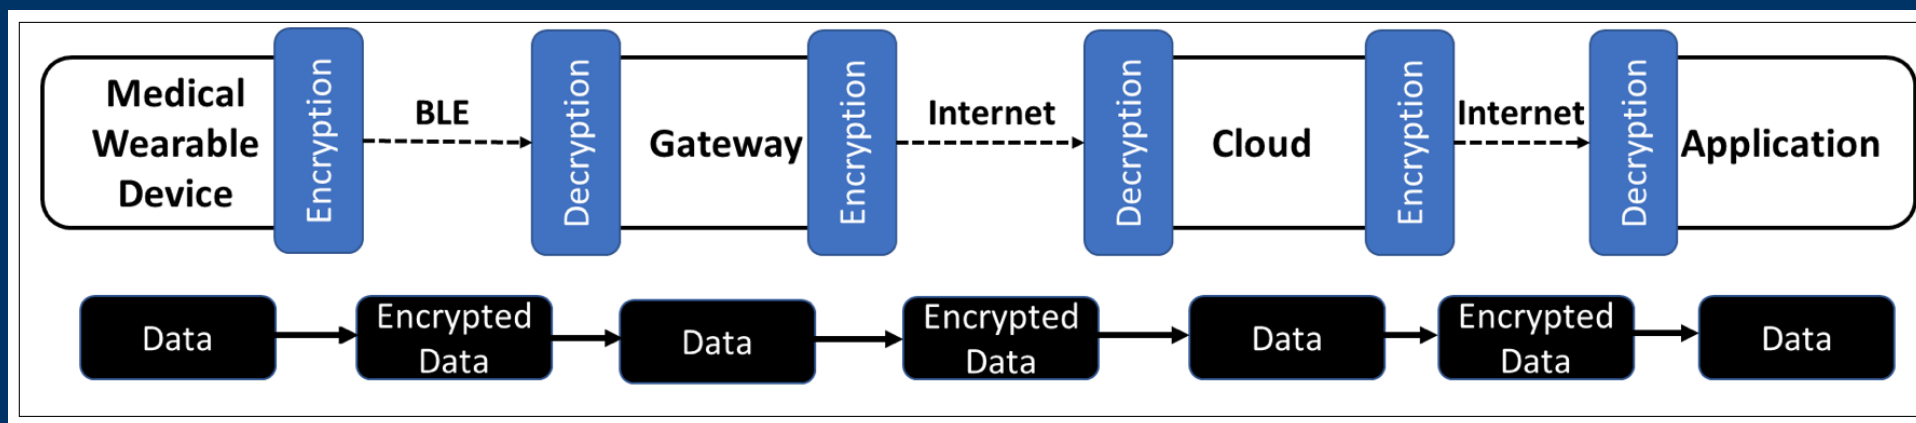 Medical
Wearable
Device
Encryption
BLE
Decryption
Gateway
Encryption
Internet
Decryption
Cloud
Encryption
Internet
Decryption
Application
Data
Encrypted
Data
Data
Encrypted
Data
Data
Encrypted
Data
Data